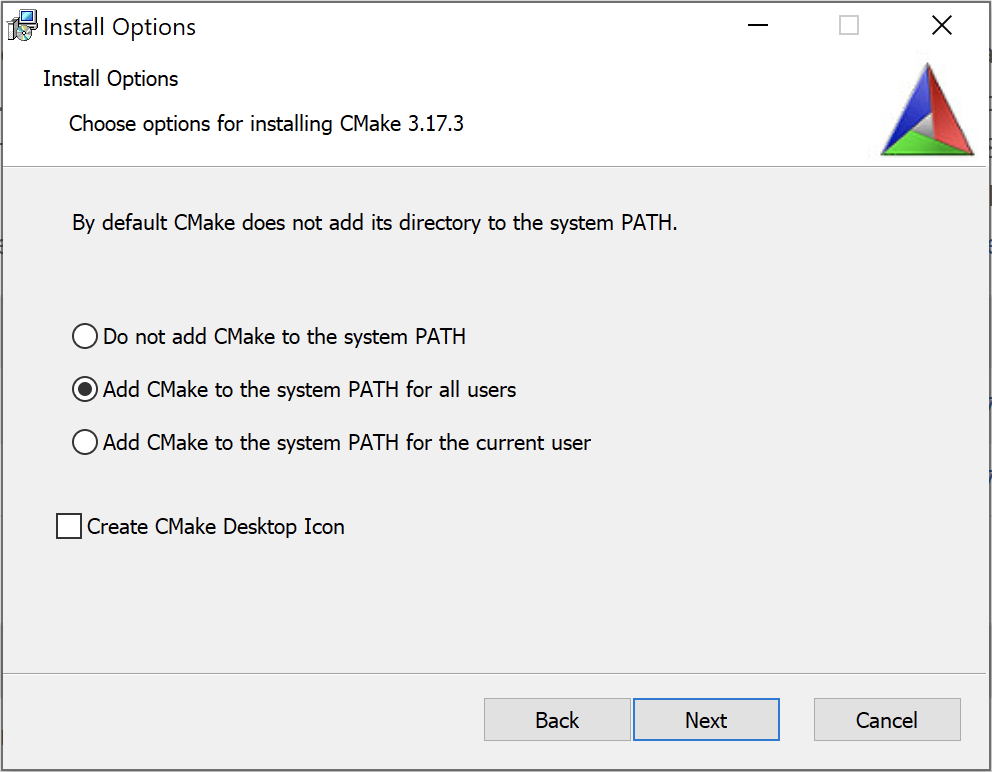 Install Options
Install Options
Choose options for installing CMake 3.17.3
By default CMake does not add its directory to the system PATH.
Do not add CMake to the system PATH
Add CMake to the system PATH for all users
Add CMake to the system PATH for the current user
Create CMake Desktop Icon
Back
Next
Cancel